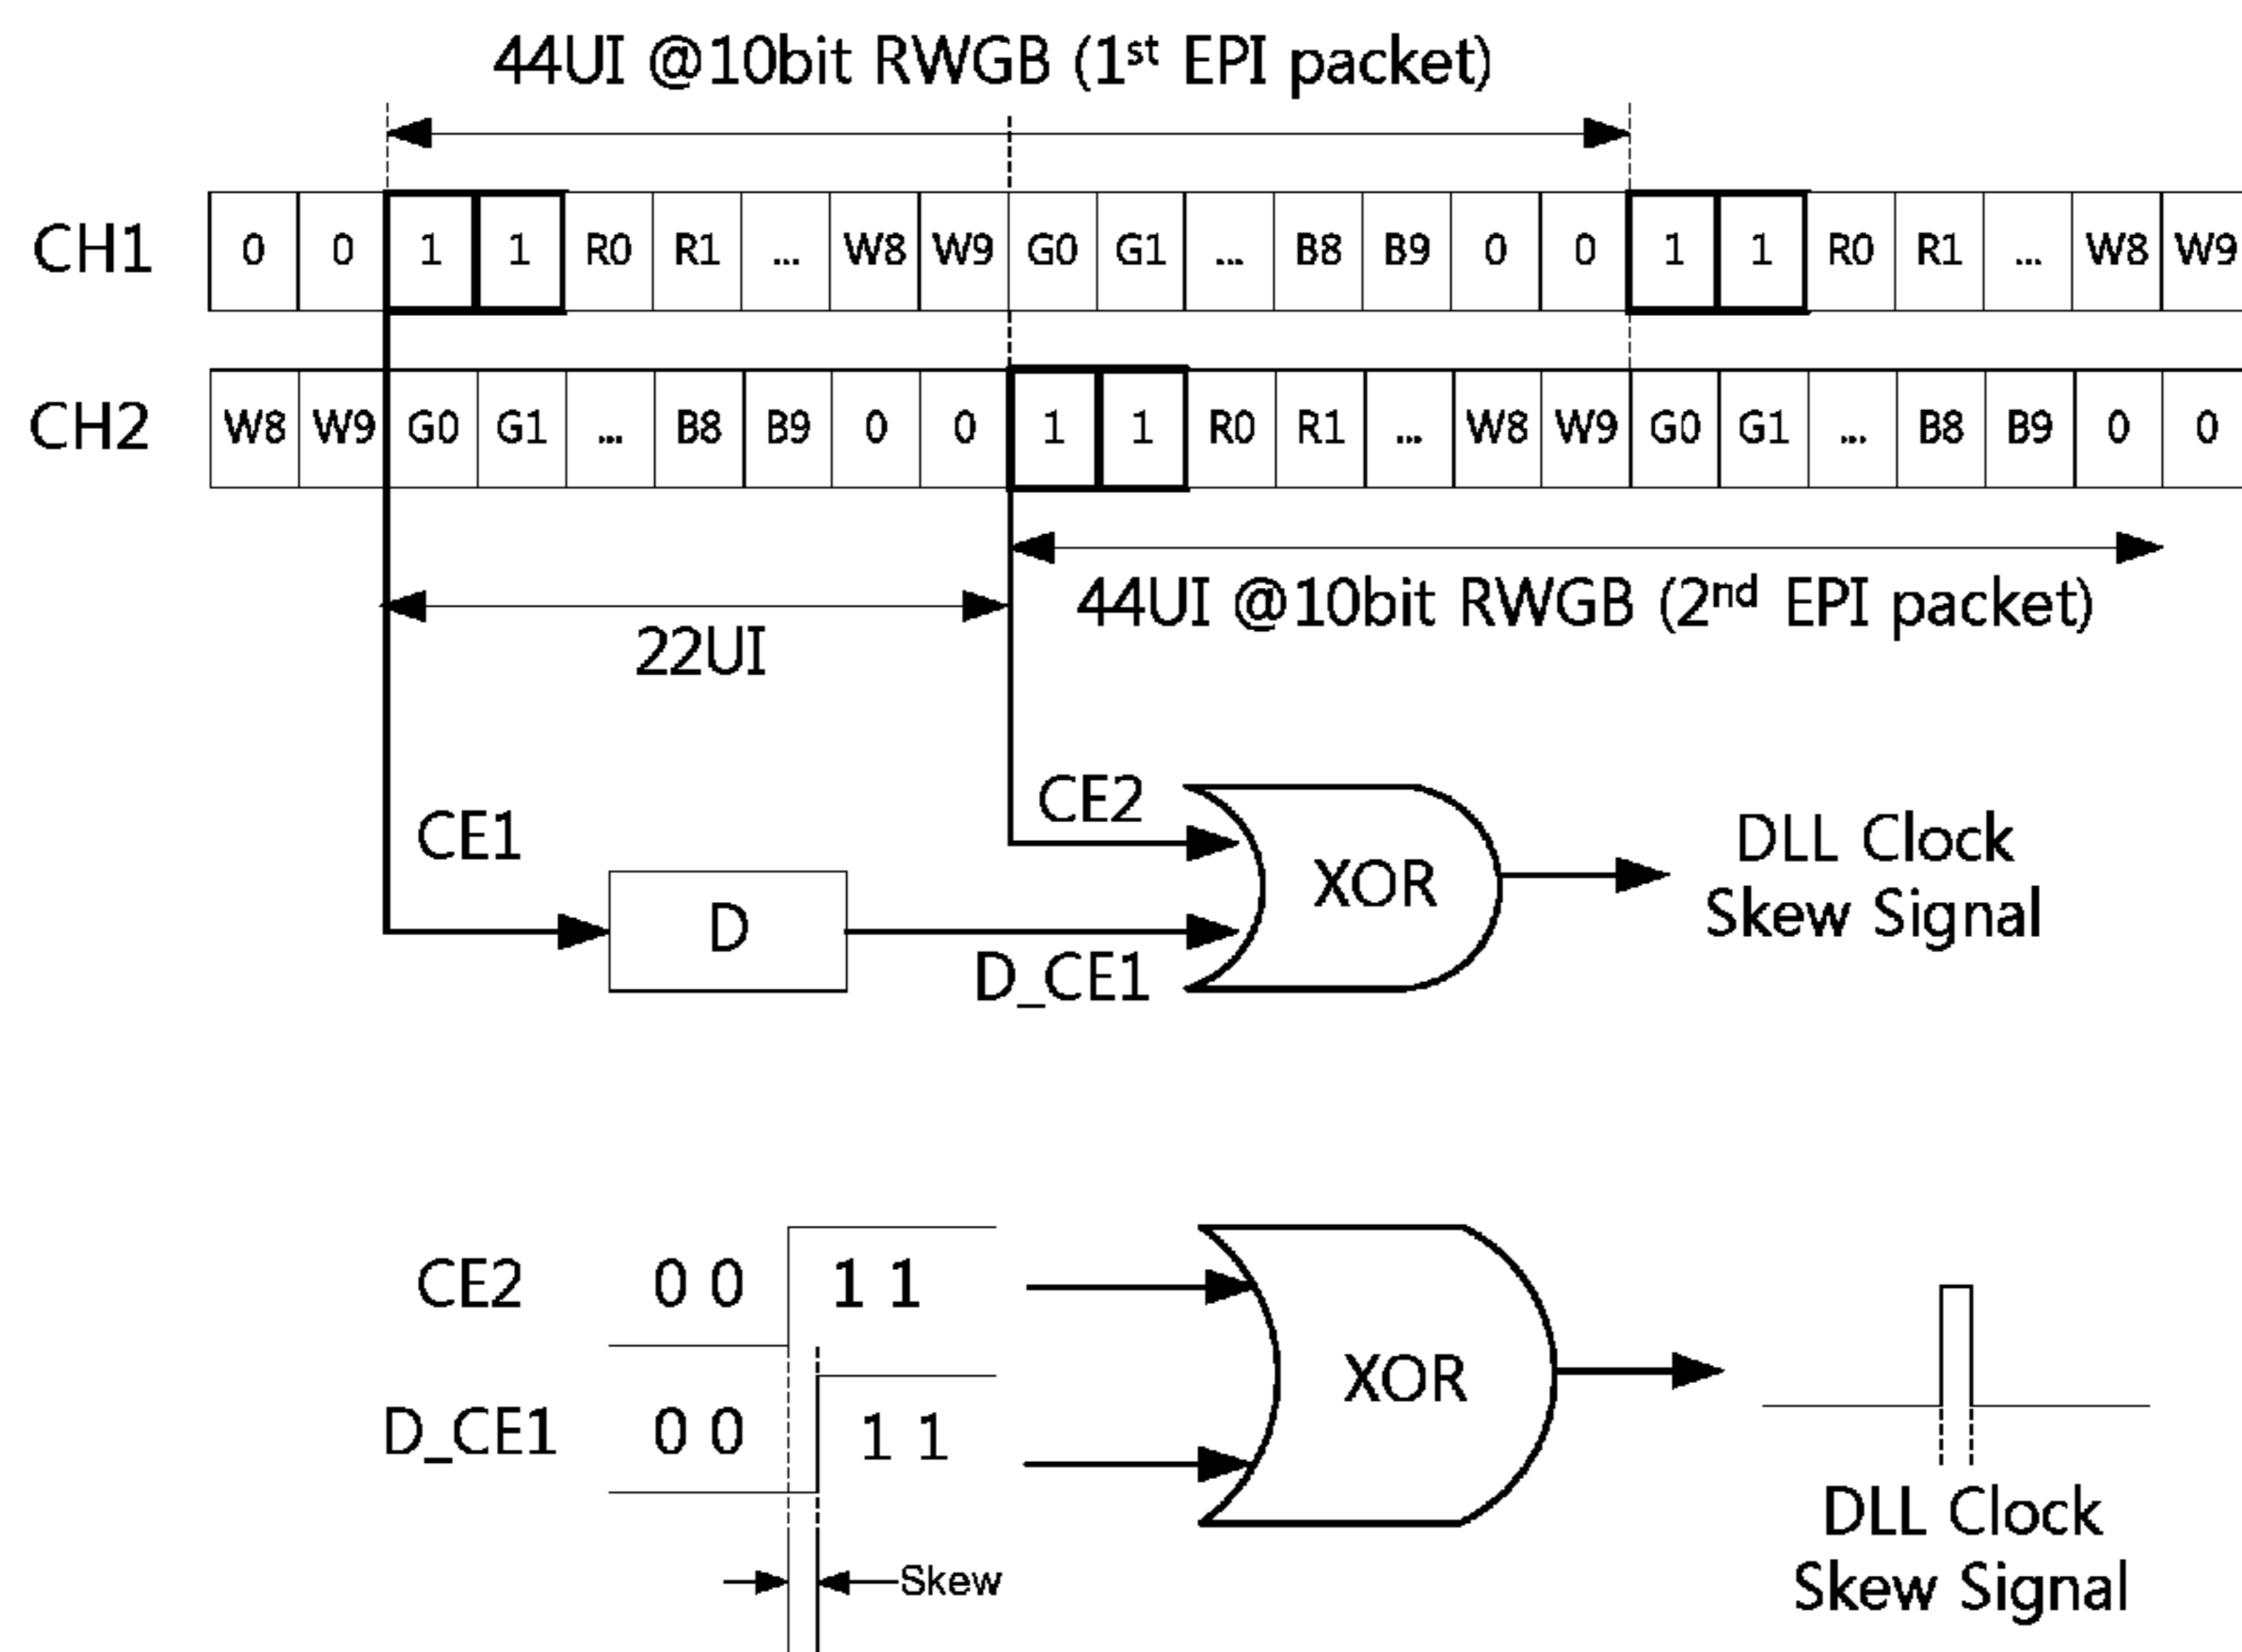 44UI @10bit RWGB (1st EPI packet)
CH1 0 0 1 1 R0 R1 ... W8 W9 G0 G1 ... B8 B9 0 0 1 1 R0 R1 ... W8 W9
CH2 W8 W9 G0 G1 ... B8 B9 0 0 1 1 R0 R1 ... W8 W9 G0 G1 ... B8 B9 0 0
44UI @10bit RWGB (2nd EPI packet)
22UI
CE2
CE1
XOR
DLL Clock
Skew Signal
D
D_CE1
CE2 0 0 1 1
XOR
D_CE1 0 0 1 1
DLL Clock
Skew Signal
Skew